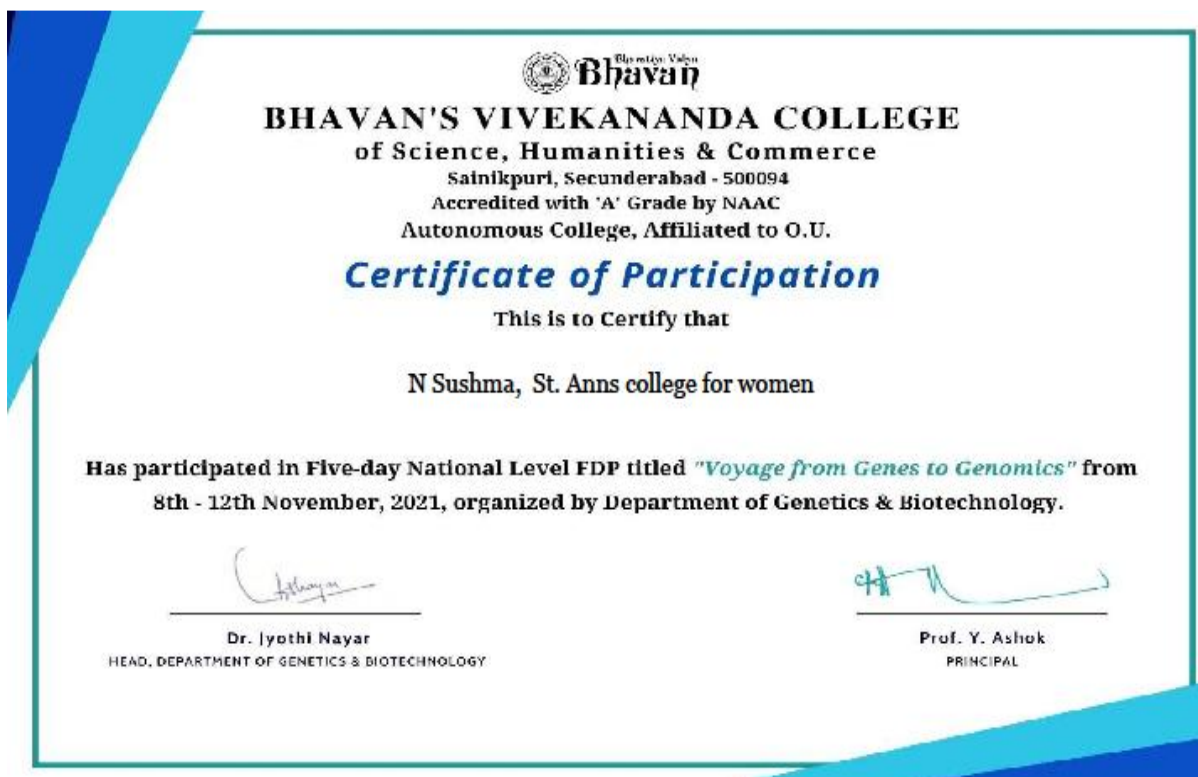 Bharatiya Vidya
Bhavan
BHAVAN'S VIVEKANANDA COLLEGE
of Science, Humanities & Commerce
Sainikpuri, Secunderabad - 500094
Accredited with 'A' Grade by NAAC
Autonomous College, Affiliated to O.U.
Certificate of Participation
This is to Certify that
N Sushma, St. Anns college for women
Has participated in Five-day National Level FDP titled "Voyage from Genes to Genomics" from
8th - 12th November, 2021, organized by Department of Genetics & Biotechnology.
Dr. Jyothi Nayar
HEAD, DEPARTMENT OF GENETICS & BIOTECHNOLOGY
Prof. Y. Ashok
PRINCIPAL